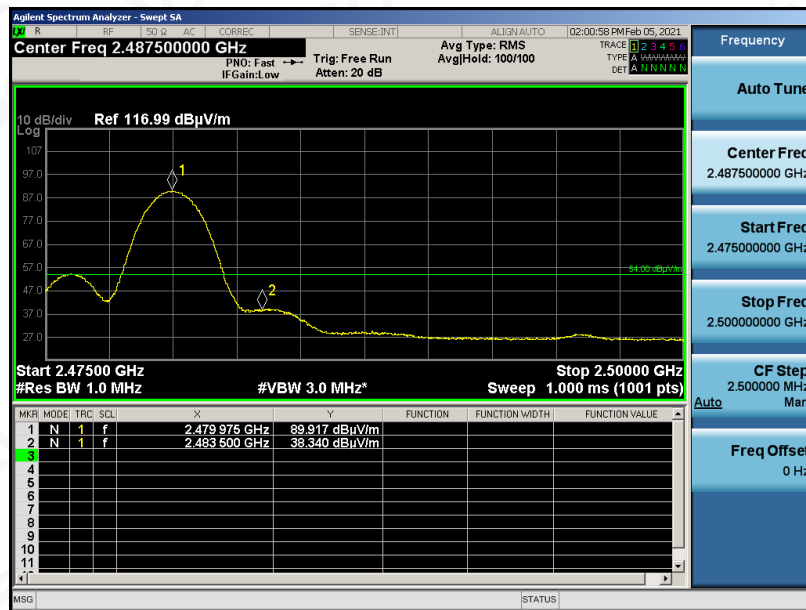 Agilent Spectrum Analyzer - Swept SA
LXI R RF 50 Ω AC CORREC SENSE:INT ALIGN AUTO 02:00:58 PM Feb 05, 2021
Center Freq 2.487500000 GHz
PNO: Fast
IFGain:Low
Trig: Free Run
Atten: 20 dB
Avg Type: RMS
Avg|Hold: 100/100
TRACE 1 2 3 4 5 6
TYPE A
DET A N N N N N
10 dB/div
Log
Ref 116.99 dBµV/m
107
97.0
87.0
77.0
67.0
57.0
47.0
37.0
27.0
1
2
54.00 dBµV/m
Start 2.47500 GHz
Stop 2.50000 GHz
#Res BW 1.0 MHz
#VBW 3.0 MHz*
Sweep 1.000 ms (1001 pts)
MKR MODE TRC SCL X Y FUNCTION FUNCTION WIDTH FUNCTION VALUE
1 N 1 f 2.479 975 GHz 89.917 dBµV/m
2 N 1 f 2.483 500 GHz 38.340 dBµV/m
3
4
5
6
7
8
9
10
11
MSG
STATUS
Frequency
Auto Tune
Center Freq
2.487500000 GHz
Start Freq
2.475000000 GHz
Stop Freq
2.500000000 GHz
CF Step
2.500000 MHz
Auto Man
Freq Offset
0 Hz